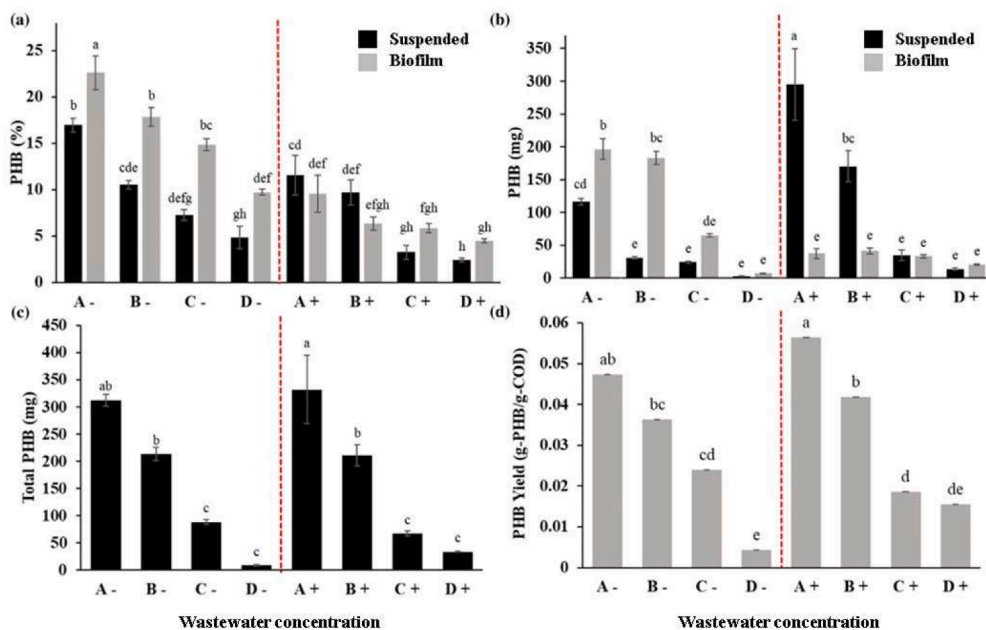 (a)
Suspended
Biofilm
PHB (%)
25
20
15
10
5
0
b
a
cde
b
defg
bc
gh
def
cd
def
def
efgh
gh
fgh
h
gh
A -
B -
C -
D -
A +
B +
C +
D +
(b)
Suspended
Biofilm
PHB (mg)
350
300
250
200
150
100
50
0
cd
b
e
b
e
de
e
e
a
e
bc
e
e
e
e
e
A -
B -
C -
D -
A +
B +
C +
D +
(c)
Total PHB (mg)
450
400
350
300
250
200
150
100
50
0
ab
b
c
c
a
b
c
c
A -
B -
C -
D -
A +
B +
C +
D +
Wastewater concentration
(d)
PHB Yield (g-PHB/g-COD)
0.06
0.05
0.04
0.03
0.02
0.01
0
ab
bc
cd
e
a
b
d
de
A -
B -
C -
D -
A +
B +
C +
D +
Wastewater concentration